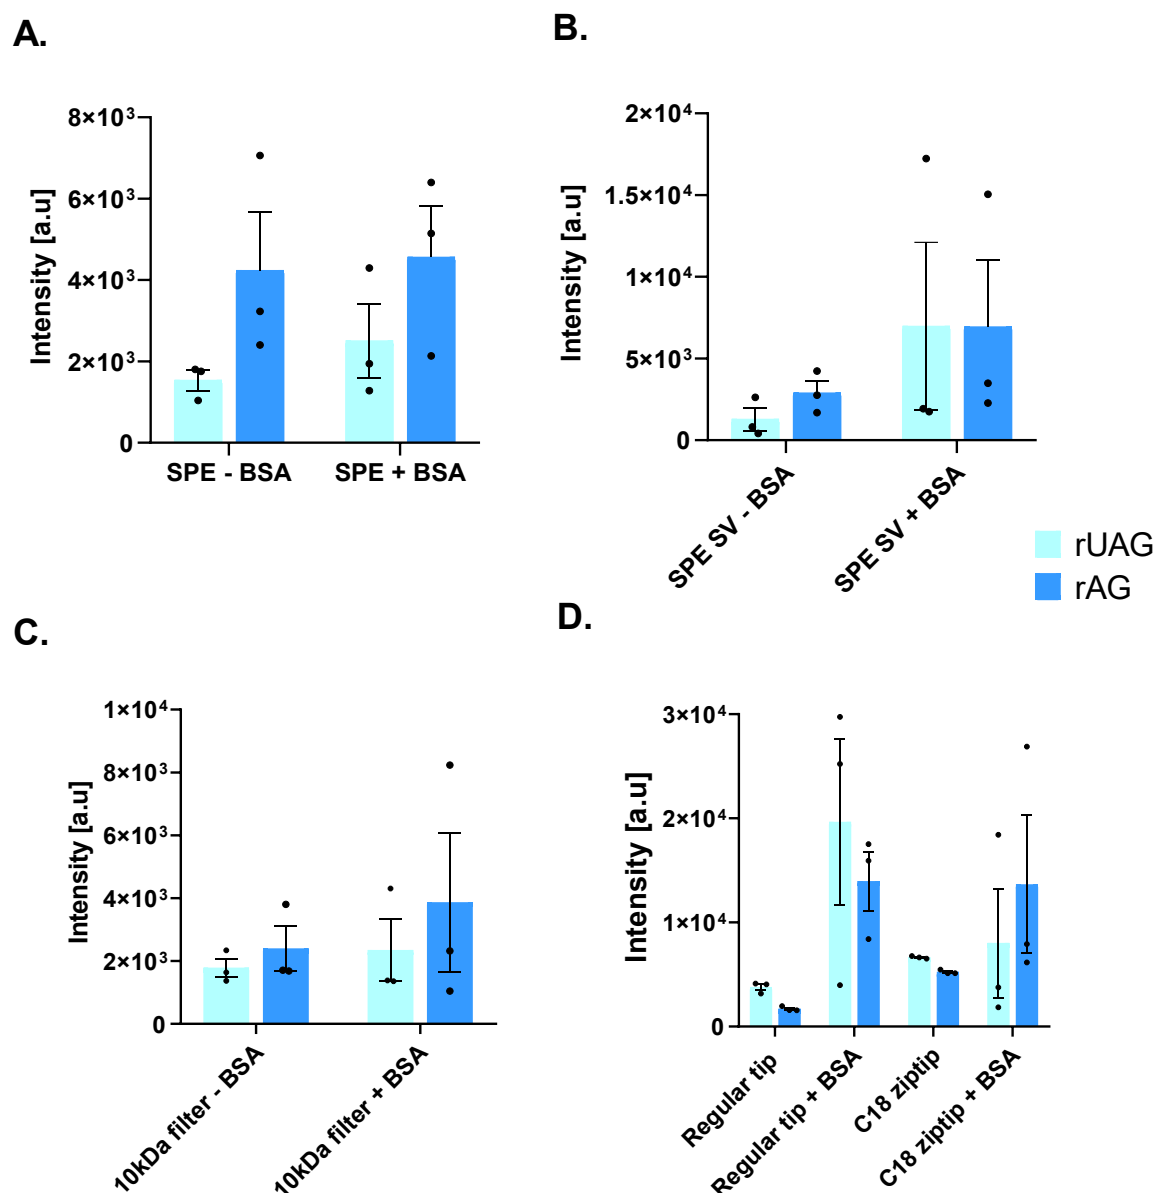 A.
Intensity [a.u]
8×10³
6×10³
4×10³
2×10³
0
SPE - BSA
SPE + BSA
B.
Intensity [a.u]
2×10⁴
1.5×10⁴
1×10⁴
5×10³
0
SPE SV - BSA
SPE SV + BSA
rUAG
rAG
C.
Intensity [a.u]
1×10⁴
8×10³
6×10³
4×10³
2×10³
0
10kDa filter - BSA
10kDa filter + BSA
D.
Intensity [a.u]
3×10⁴
2×10⁴
1×10⁴
0
Regular tip
Regular tip + BSA
C18 ziptip
C18 ziptip + BSA